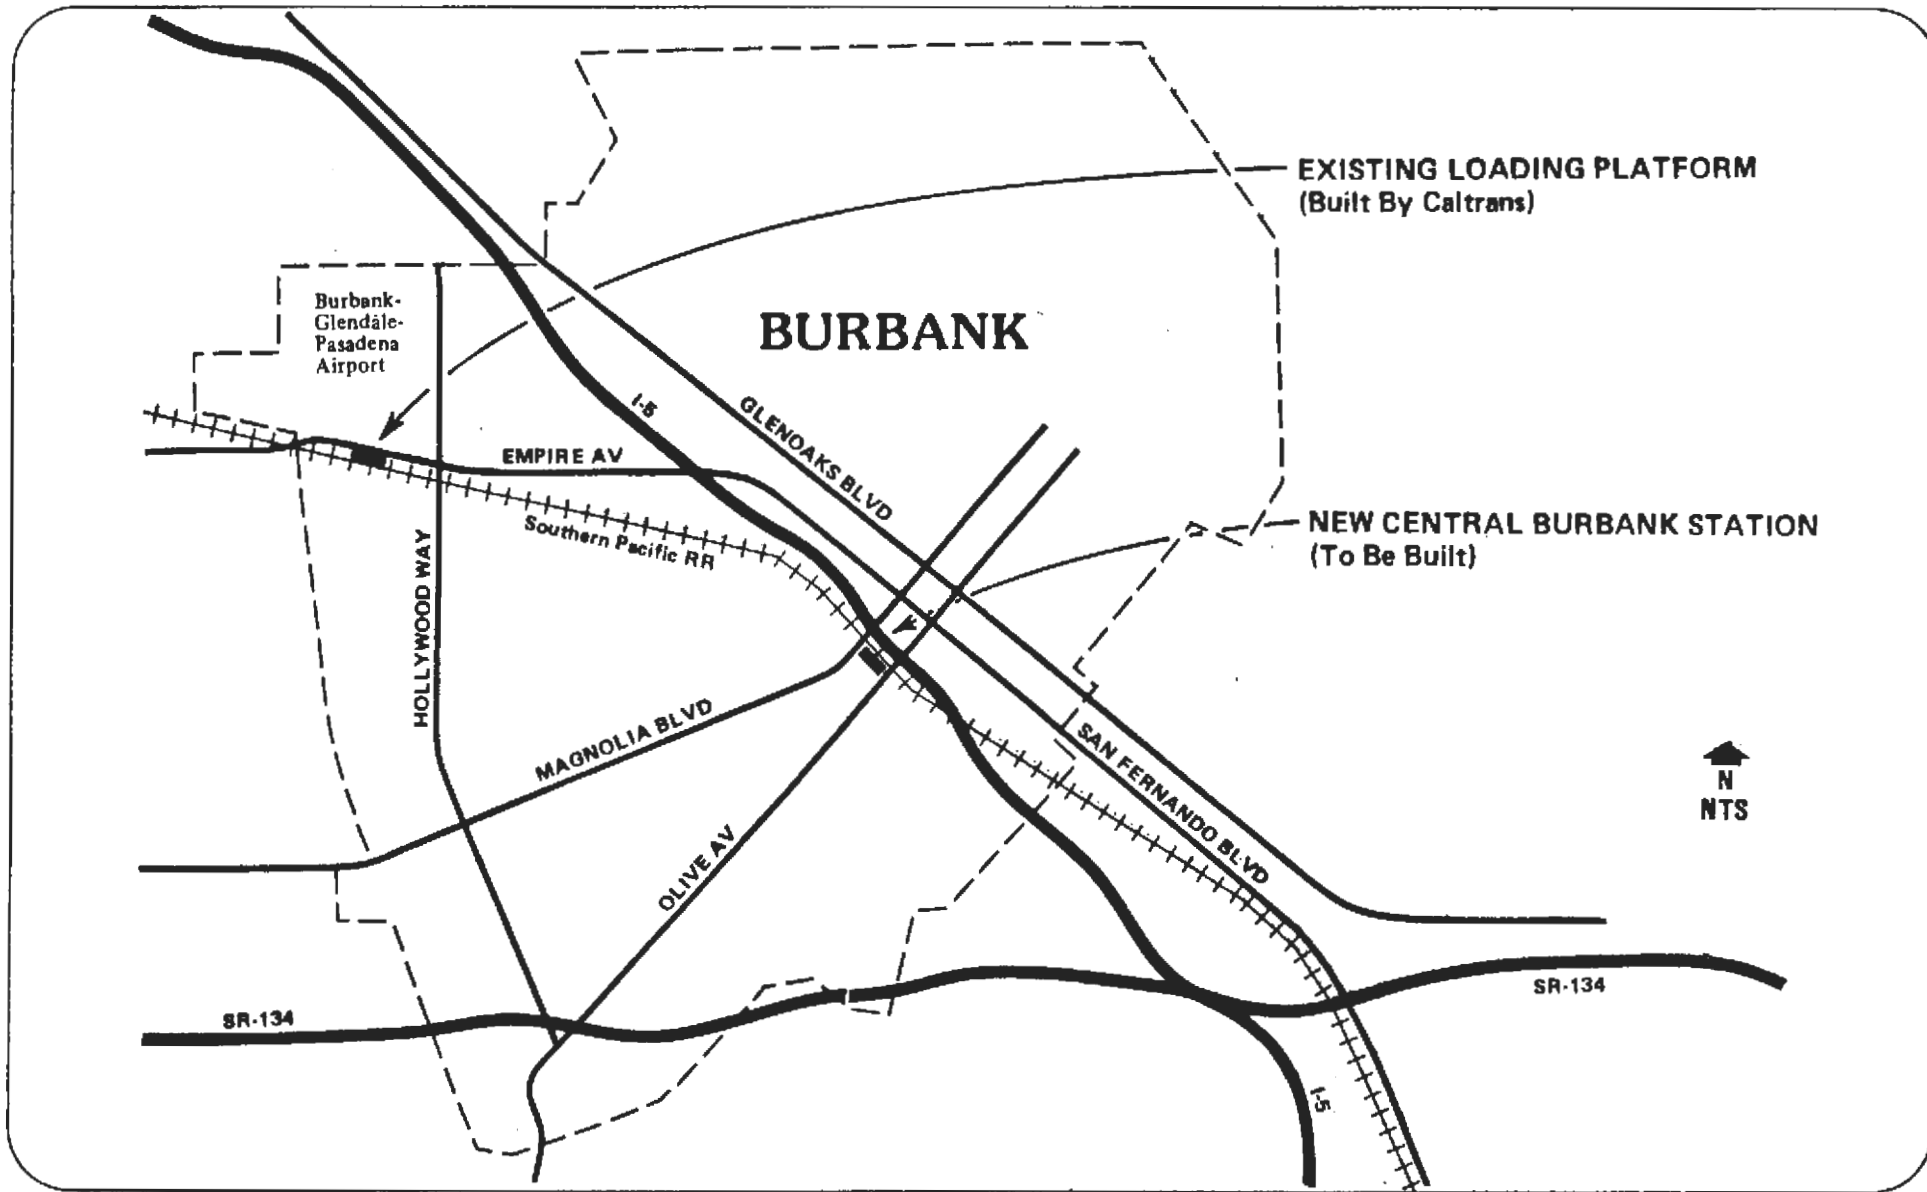 EXISTING LOADING PLATFORM
(Built By Caltrans)
Burbank-
Glendale-
Pasadena
Airport
BURBANK
I-5
GLENOAKS BLVD
EMPIRE AV
Southern Pacific RR
NEW CENTRAL BURBANK STATION
(To Be Built)
HOLLYWOOD WAY
MAGNOLIA BLVD
SAN FERNANDO BLVD
N
NTS
OLIVE AV
SR-134
SR-134
I-5